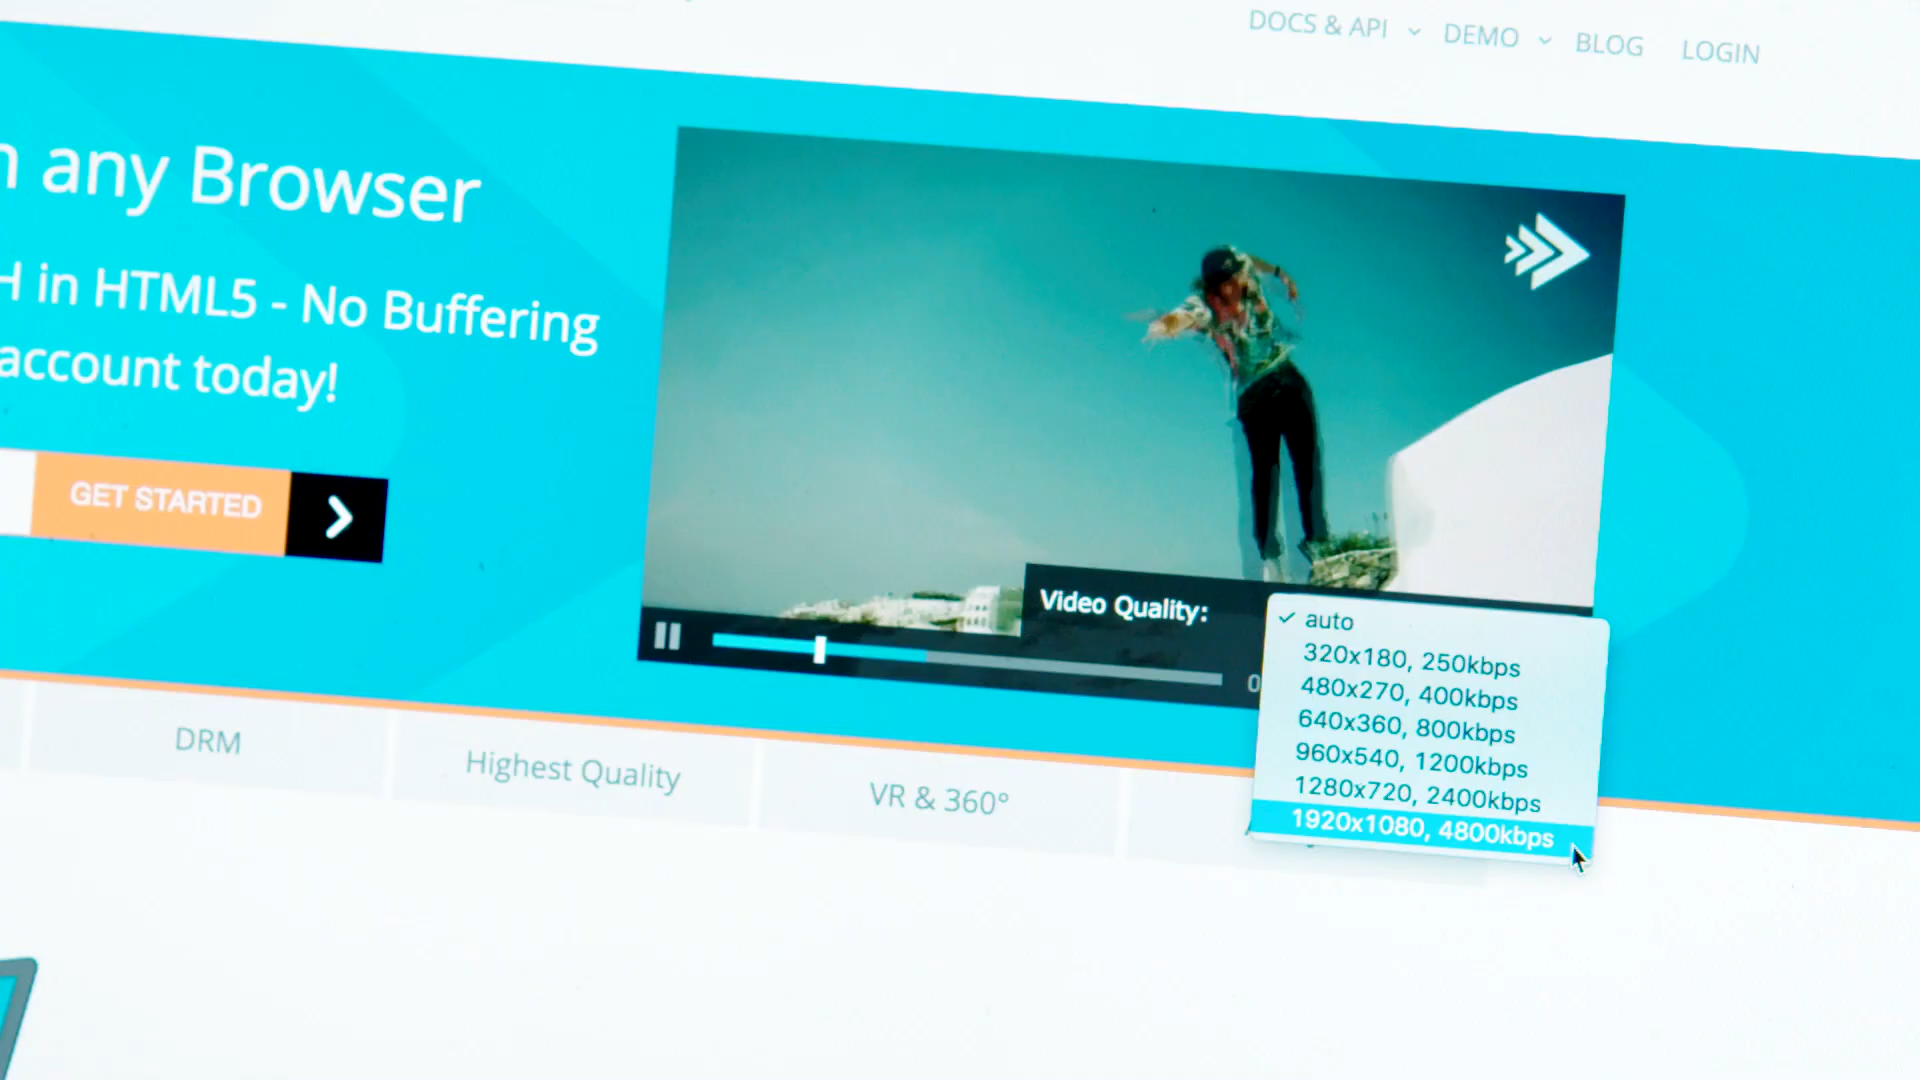 DOCS & API DEMO BLOG LOGIN
any Browser
in HTML5 - No Buffering
account today!
GET STARTED
Video Quality:
auto
320x180, 250kbps
480x270, 400kbps
640x360, 800kbps
960x540, 1200kbps
1280x720, 2400kbps
1920x1080, 4800kbps
DRM
Highest Quality
VR & 360°